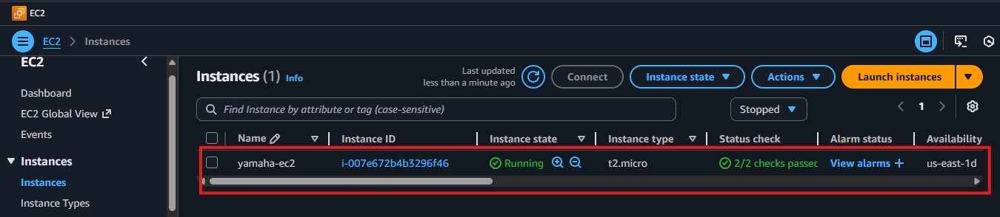 EC2
EC2 > Instances
EC2
Dashboard
EC2 Global View
Events
Instances
Instances
Instance Types
Instances (1) Info
Last updated
less than a minute ago
Connect
Instance state
Actions
Launch instances
Find Instance by attribute or tag (case-sensitive)
Stopped
1
Name Instance ID Instance state Instance type Status check Alarm status Availability
yamaha-ec2 i-007e672b4b3296f46 Running t2.micro 2/2 checks passec View alarms + us-east-1d